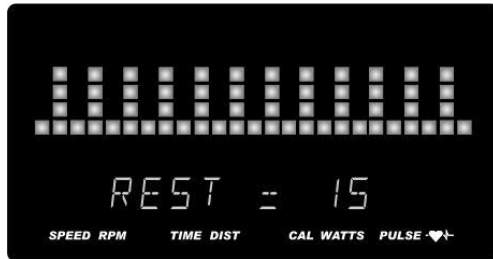 REST = 15
SPEED RPM TIME DIST CAL WATTS PULSE